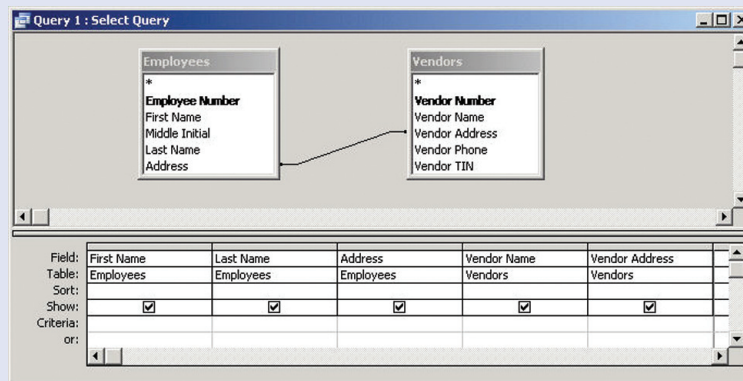 Query 1 : Select Query
Employees
*
Employee Number
First Name
Middle Initial
Last Name
Address
Vendors
*
Vendor Number
Vendor Name
Vendor Address
Vendor Phone
Vendor TIN
Field: First Name Last Name Address Vendor Name Vendor Address
Table: Employees Employees Employees Vendors Vendors
Sort:
Show:
Criteria:
or: